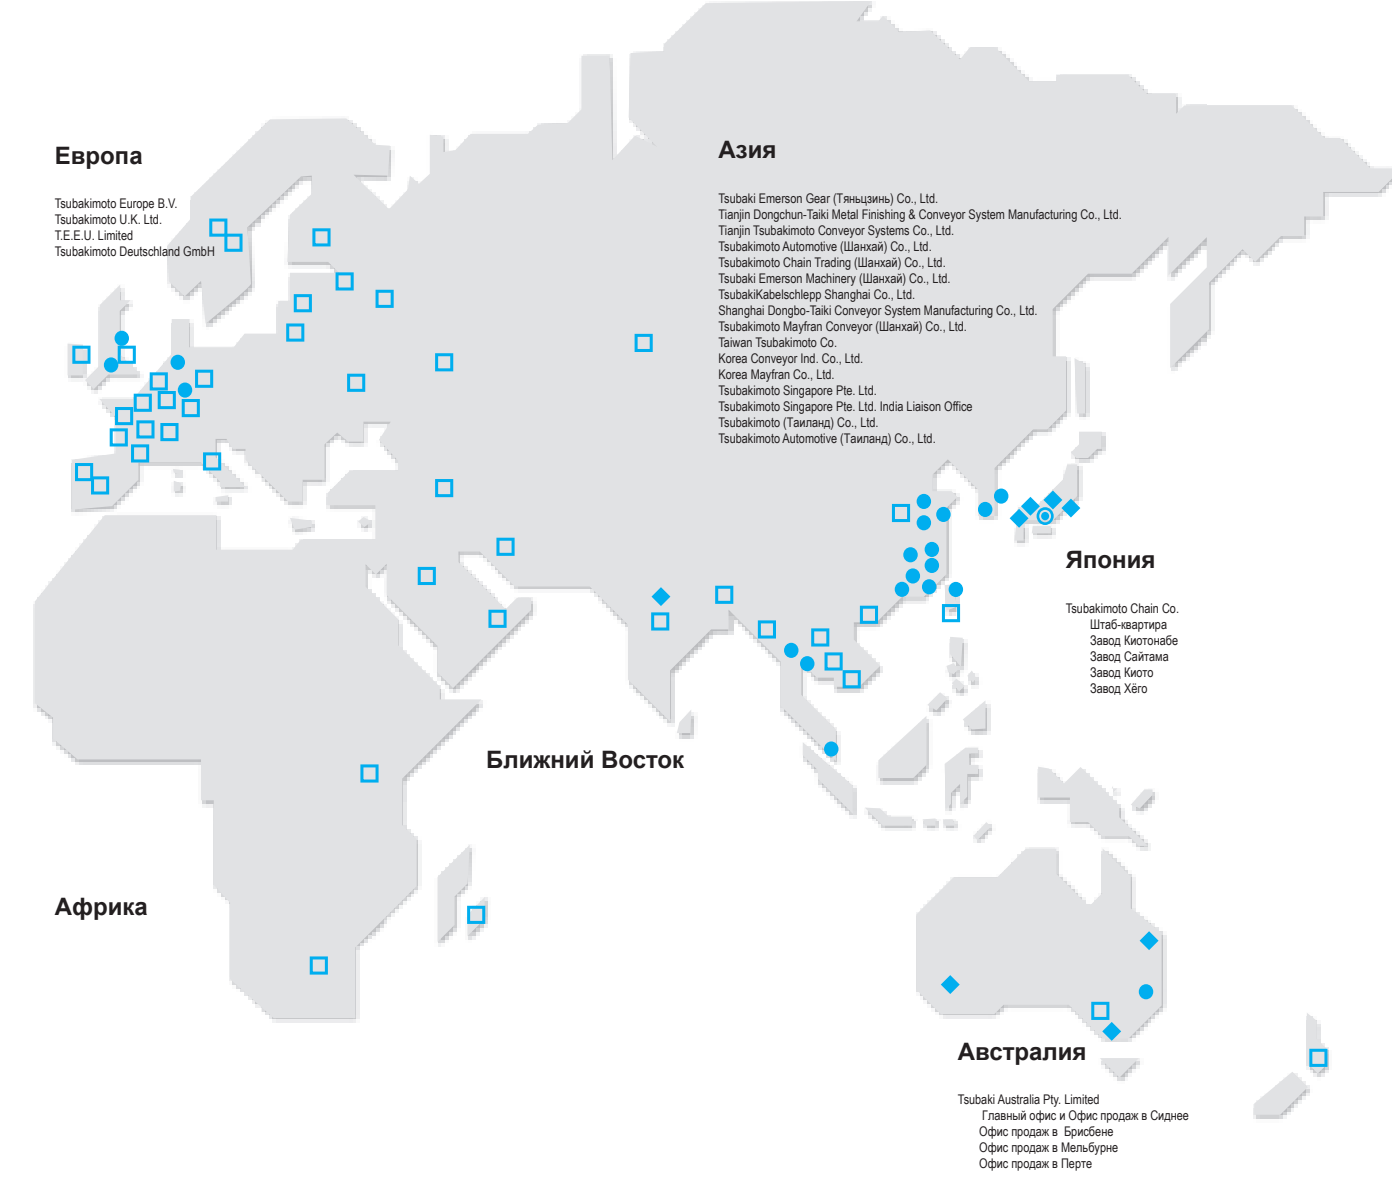 Европа
Tsubakimoto Europe B.V.
Tsubakimoto U.K. Ltd.
T.E.E.U. Limited
Tsubakimoto Deutschland GmbH
Азия
Tsubaki Emerson Gear (Тяньцзинь) Co., Ltd.
Tianjin Dongchun-Taiki Metal Finishing & Conveyor System Manufacturing Co., Ltd.
Tianjin Tsubakimoto Conveyor Systems Co., Ltd.
Tsubakimoto Automotive (Шанхай) Co., Ltd.
Tsubakimoto Chain Trading (Шанхай) Co., Ltd.
Tsubaki Emerson Machinery (Шанхай) Co., Ltd.
TsubakiKabelschlepp Shanghai Co., Ltd.
Shanghai Dongbo-Taiki Conveyor System Manufacturing Co., Ltd.
Tsubakimoto Mayfran Conveyor (Шанхай) Co., Ltd.
Taiwan Tsubakimoto Co.
Korea Conveyor Ind. Co., Ltd.
Korea Mayfran Co., Ltd.
Tsubakimoto Singapore Pte. Ltd.
Tsubakimoto Singapore Pte. Ltd. India Liaison Office
Tsubakimoto (Таиланд) Co., Ltd.
Tsubakimoto Automotive (Таиланд) Co., Ltd.
Япония
Tsubakimoto Chain Co.
Штаб-квартира
Завод Киотонабе
Завод Сайтама
Завод Киото
Завод Хёго
Ближний Восток
Африка
Австралия
Tsubaki Australia Pty. Limited
Главный офис и Офис продаж в Сиднее
Офис продаж в Брисбене
Офис продаж в Мельбурне
Офис продаж в Перте